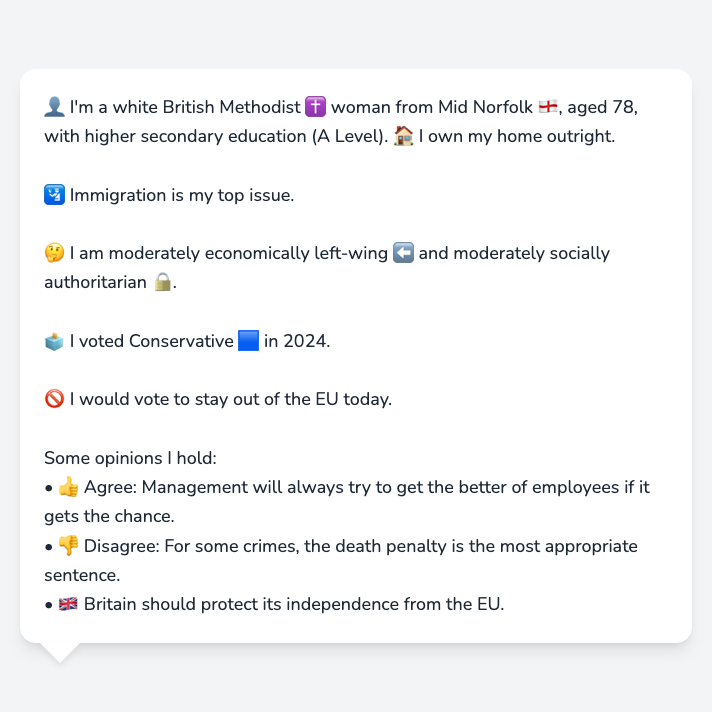 👤 I'm a white British Methodist ✝️ woman from Mid Norfolk 🏴󠁧󠁢󠁥󠁮󠁧󠁿, aged 78,
with higher secondary education (A Level). 🏠 I own my home outright.
🛂 Immigration is my top issue.
🤔 I am moderately economically left-wing ⬅️ and moderately socially
authoritarian 🔒.
🗳️ I voted Conservative 🟦 in 2024.
🚫 I would vote to stay out of the EU today.
Some opinions I hold:
• 👍 Agree: Management will always try to get the better of employees if it
gets the chance.
• 👎 Disagree: For some crimes, the death penalty is the most appropriate
sentence.
• 🇬🇧 Britain should protect its independence from the EU.